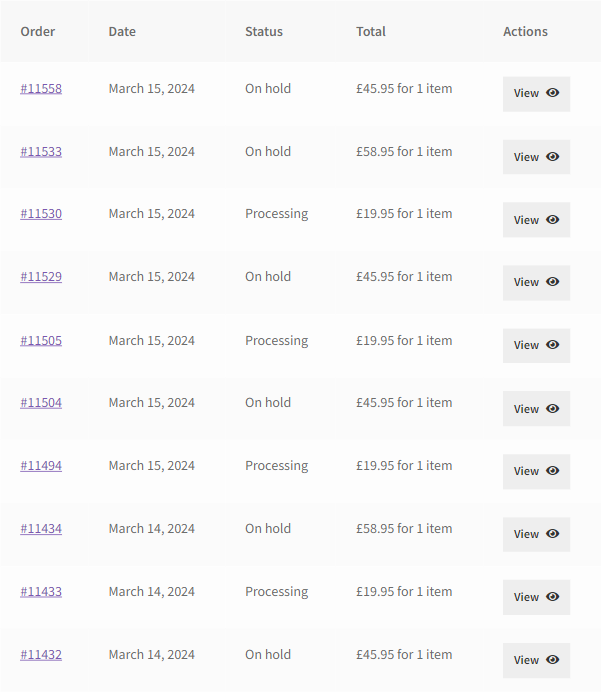 Order Date Status Total Actions
#11558 March 15, 2024 On hold £45.95 for 1 item View
#11533 March 15, 2024 On hold £58.95 for 1 item View
#11530 March 15, 2024 Processing £19.95 for 1 item View
#11529 March 15, 2024 On hold £45.95 for 1 item View
#11505 March 15, 2024 Processing £19.95 for 1 item View
#11504 March 15, 2024 On hold £45.95 for 1 item View
#11494 March 15, 2024 Processing £19.95 for 1 item View
#11434 March 14, 2024 On hold £58.95 for 1 item View
#11433 March 14, 2024 Processing £19.95 for 1 item View
#11432 March 14, 2024 On hold £45.95 for 1 item View